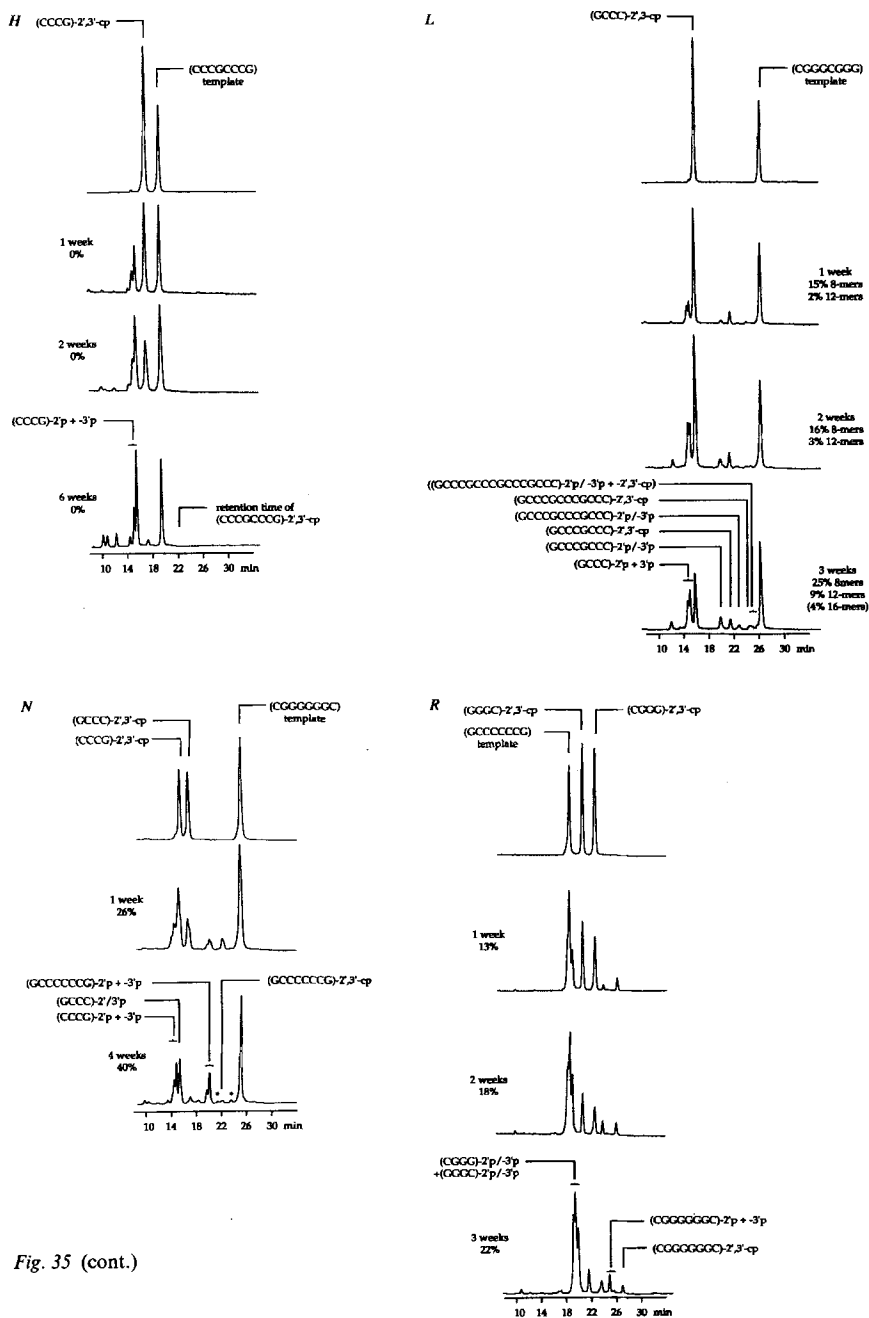 H
(CCCG)-2',3'-cp
(CCCGCCCG)
template
1 week
0%
2 weeks
0%
(CCCG)-2'p + -3'p
6 weeks
0%
retention time of
(CCCGCCCG)-2',3'-cp
10 14 18 22 26 30 min
L
(GCCC)-2',3-cp
(CGGGCGGG)
template
1 week
15% 8-mers
2% 12-mers
2 weeks
16% 8-mers
3% 12-mers
((GCCCGCCCGCCCGCCC)-2'p/ -3'p + -2',3'-cp)
(GCCCGCCCGCCC)-2',3'-cp
(GCCCGCCCGCCC)-2'p/-3'p
(GCCCGCCC)-2',3'-cp
(GCCCGCCC)-2'p/-3'p
(GCCC)-2'p + 3'p
3 weeks
25% 8mers
9% 12-mers
(4% 16-mers)
10 14 18 22 26 30 min
N
(GCCC)-2',3'-cp
(CCCG)-2',3'-cp
(CGGGGGGC)
template
1 week
26%
(GCCCCCCG)-2'p + -3'p
(GCCC)-2'/3'p
(CCCG)-2'p + -3'p
(GCCCCCCG)-2',3'-cp
4 weeks
40%
* *
10 14 18 22 26 30 min
R
(GGGC)-2',3'-cp
(CGGG)-2',3'-cp
(GCCCCCCG)
template
1 week
13%
2 weeks
18%
(CGGG)-2'p/-3'p
+(GGGC)-2'p/-3'p
3 weeks
22%
(CGGGGGGC)-2'p + -3'p
(CGGGGGGC)-2',3'-cp
10 14 18 22 26 30 min
Fig. 35 (cont.)